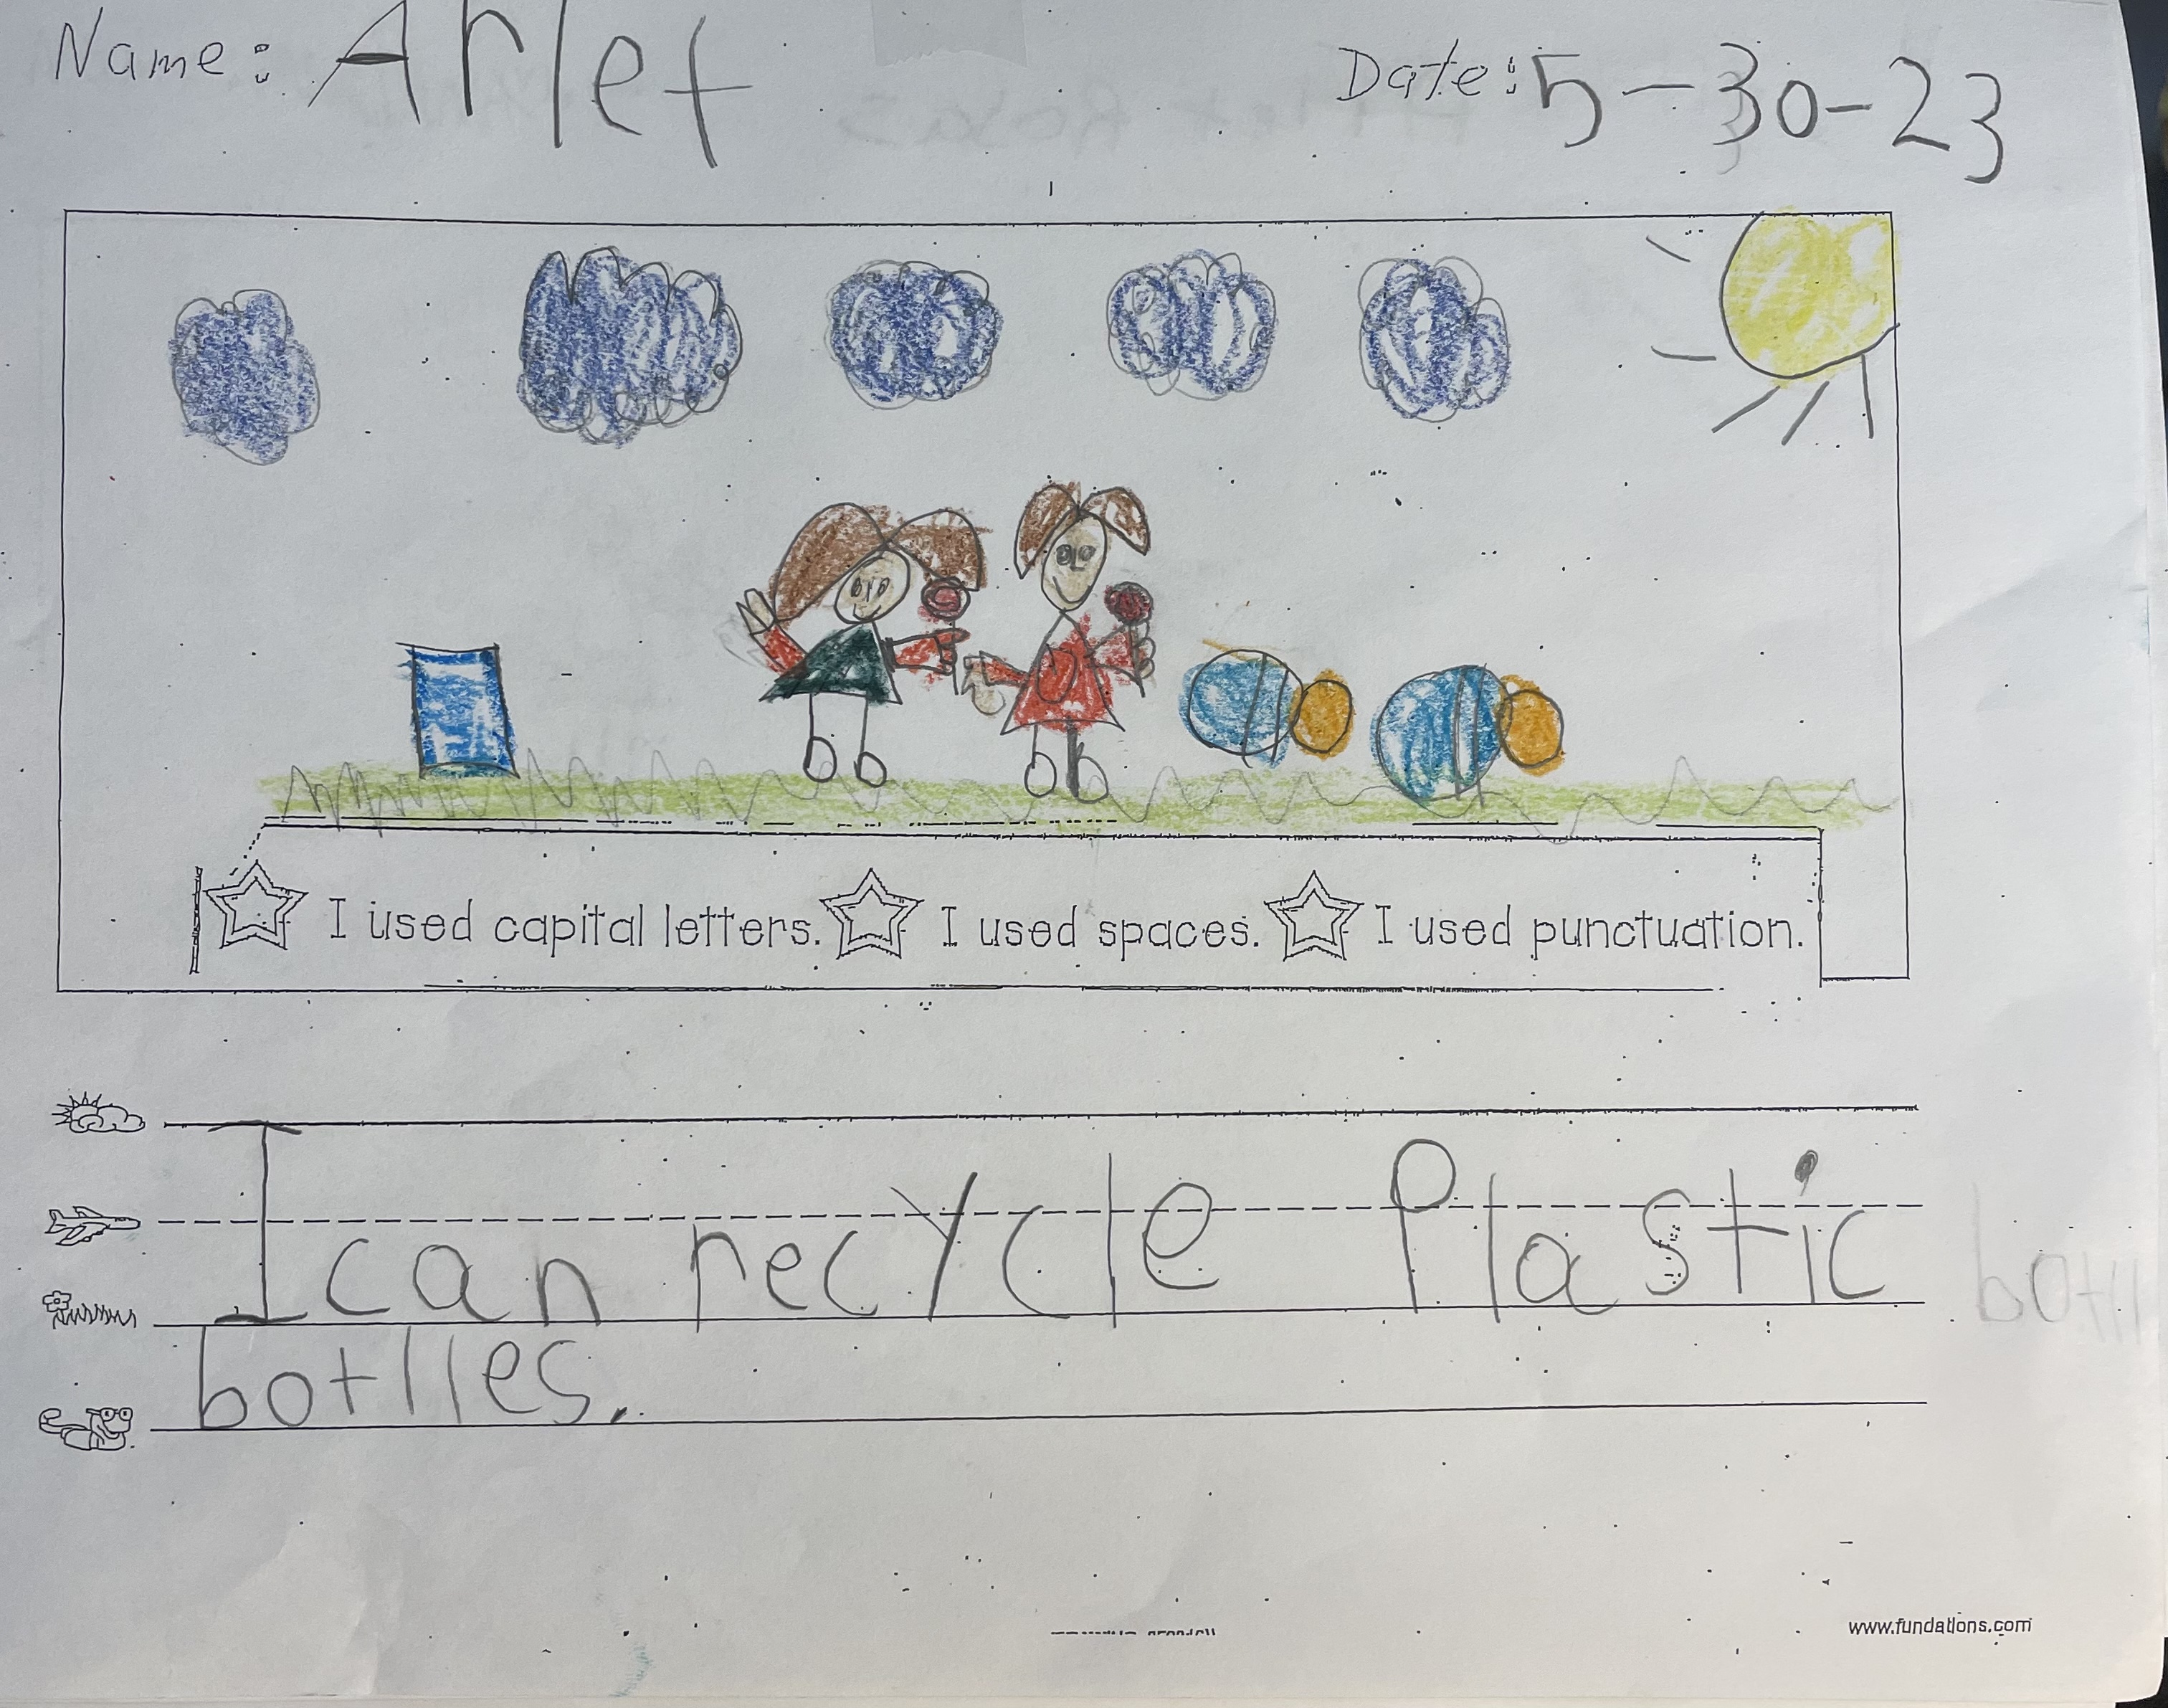 Name: Arlet Date: 5-30-23
I used capital letters. I used spaces. I used punctuation.
I can recycle Plastic
botlles.
www.fundations.com